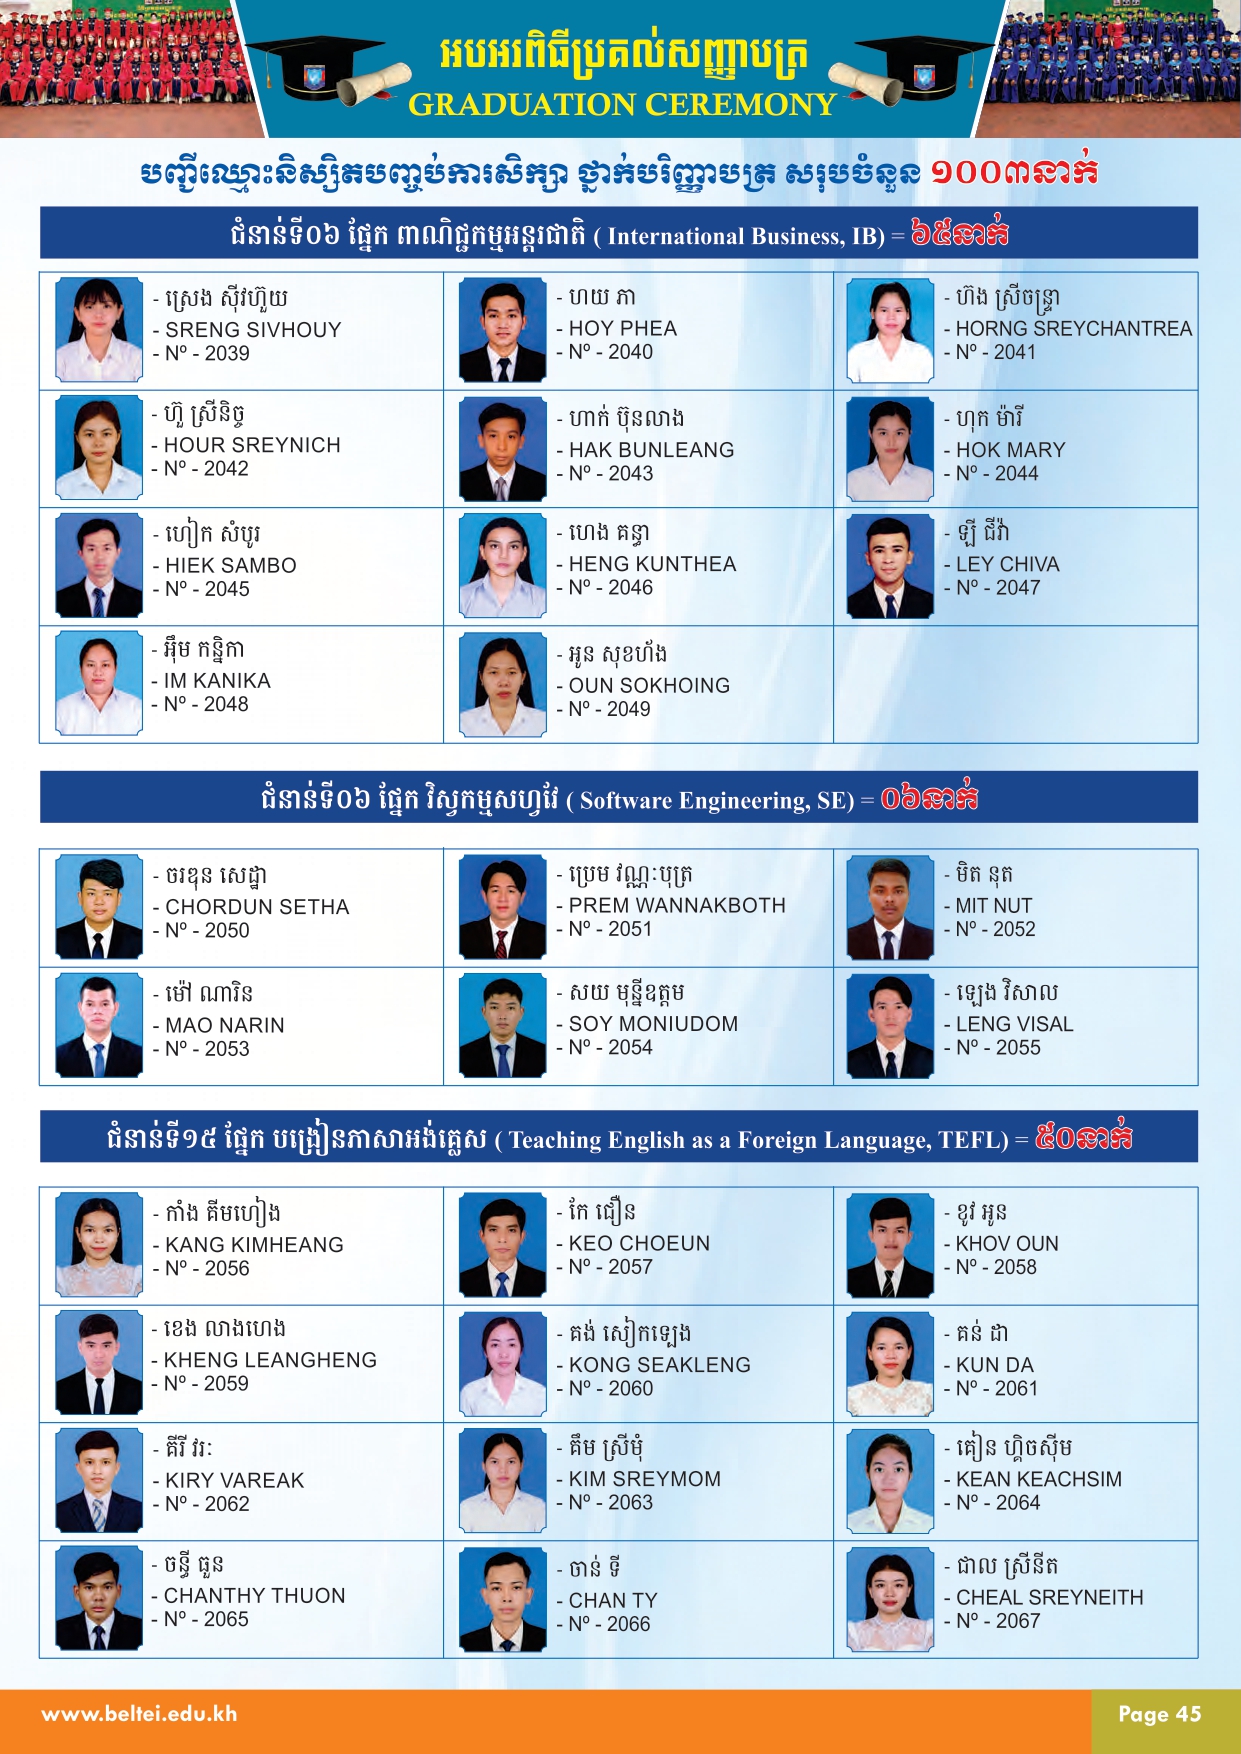 អបអរពិធីប្រគល់សញ្ញាបត្រ
GRADUATION CEREMONY
បញ្ជីឈ្មោះនិស្សិតបញ្ចប់ការសិក្សា ថ្នាក់បរិញ្ញាបត្រ សរុបចំនួន ១០០៣នាក់
ជំនាន់ទី០៦ ផ្នែក ពាណិជ្ជកម្មអន្តរជាតិ ( International Business, IB) = ៦៥នាក់
- ស្រេង ស៊ីវហ៊ួយ
- SRENG SIVHOUY
- Nº - 2039
- ហយ ភា
- HOY PHEA
- Nº - 2040
- ហ៊ង ស្រីចន្ទ្រា
- HORNG SREYCHANTREA
- Nº - 2041
- ហ៊ួ ស្រីនិច្ច
- HOUR SREYNICH
- Nº - 2042
- ហាក់ ប៊ុនលាង
- HAK BUNLEANG
- Nº - 2043
- ហុក ម៉ារី
- HOK MARY
- Nº - 2044
- ហៀក សំបូរ
- HIEK SAMBO
- Nº - 2045
- ហេង គន្ធា
- HENG KUNTHEA
- Nº - 2046
- ឡី ជីវ៉ា
- LEY CHIVA
- Nº - 2047
- អ៊ឹម កន្និកា
- IM KANIKA
- Nº - 2048
- អូន សុខហ័ង
- OUN SOKHOING
- Nº - 2049
ជំនាន់ទី០៦ ផ្នែក វិស្វកម្មសហ្វវែ ( Software Engineering, SE) = ០៦នាក់
- ចរឌុន សេដ្ឋា
- CHORDUN SETHA
- Nº - 2050
- ប្រេម វណ្ណៈបុត្រ
- PREM WANNAKBOTH
- Nº - 2051
- មិត នុត
- MIT NUT
- Nº - 2052
- ម៉ៅ ណារិន
- MAO NARIN
- Nº - 2053
- សយ មុន្នីឧត្តម
- SOY MONIUDOM
- Nº - 2054
- ឡេង វិសាល
- LENG VISAL
- Nº - 2055
ជំនាន់ទី១៥ ផ្នែក បង្រៀនភាសាអង់គ្លេស ( Teaching English as a Foreign Language, TEFL) = ៥០នាក់
- កាំង គីមហៀង
- KANG KIMHEANG
- Nº - 2056
- កែ ជឿន
- KEO CHOEUN
- Nº - 2057
- ខូវ អូន
- KHOV OUN
- Nº - 2058
- ខេង លាងហេង
- KHENG LEANGHENG
- Nº - 2059
- គង់ សៀកឡេង
- KONG SEAKLENG
- Nº - 2060
- គន់ ដា
- KUN DA
- Nº - 2061
- គីរី វរៈ
- KIRY VAREAK
- Nº - 2062
- គឹម ស្រីមុំ
- KIM SREYMOM
- Nº - 2063
- គៀន ហ្គិចស៊ីម
- KEAN KEACHSIM
- Nº - 2064
- ចន្ធី ធួន
- CHANTHY THUON
- Nº - 2065
- ចាន់ ទី
- CHAN TY
- Nº - 2066
- ជាល ស្រីនីត
- CHEAL SREYNEITH
- Nº - 2067
www.beltei.edu.kh
Page 45